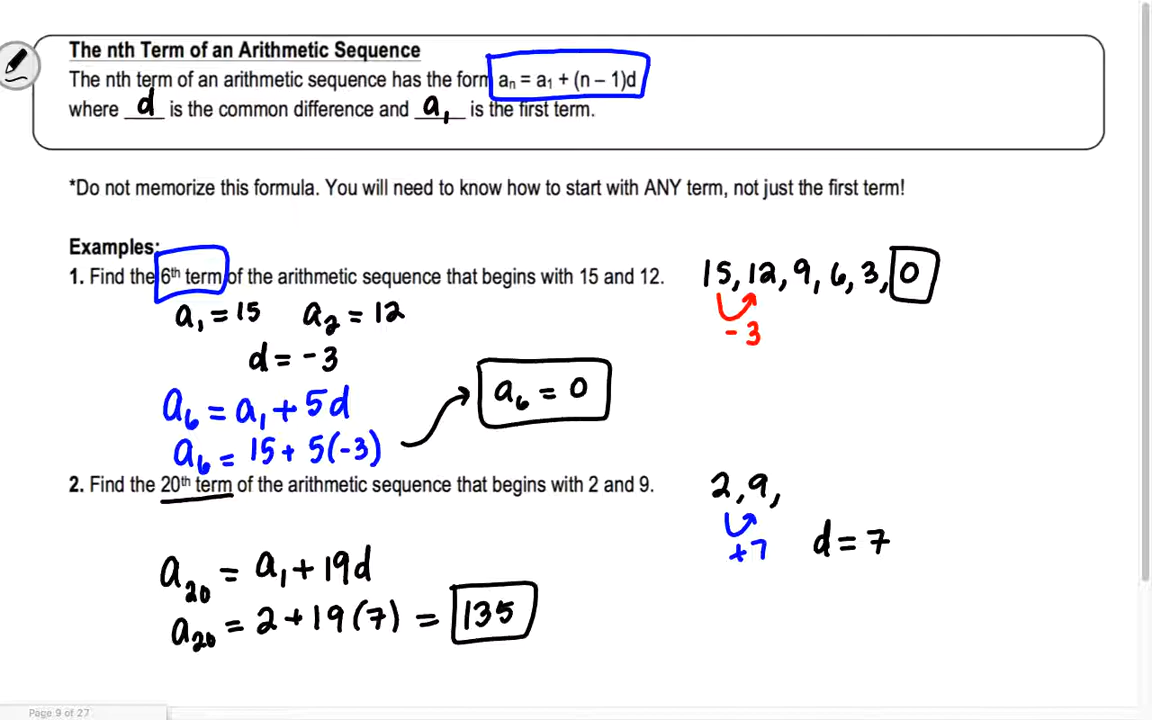 The nth Term of an Arithmetic Sequence
The nth term of an arithmetic sequence has the form aₙ = a₁ + (n – 1)d
where d is the common difference and a₁ is the first term.
*Do not memorize this formula. You will need to know how to start with ANY term, not just the first term!
Examples:
1. Find the 6th term of the arithmetic sequence that begins with 15 and 12.
15, 12, 9, 6, 3, 0
-3
a₁ = 15 a₂ = 12
d = -3
a₆ = a₁ + 5d
a₆ = 15 + 5(-3)
a₆ = 0
2. Find the 20th term of the arithmetic sequence that begins with 2 and 9.
2, 9,
+7
d = 7
a₂₀ = a₁ + 19d
a₂₀ = 2 + 19(7) = 135
Page 9 of 27